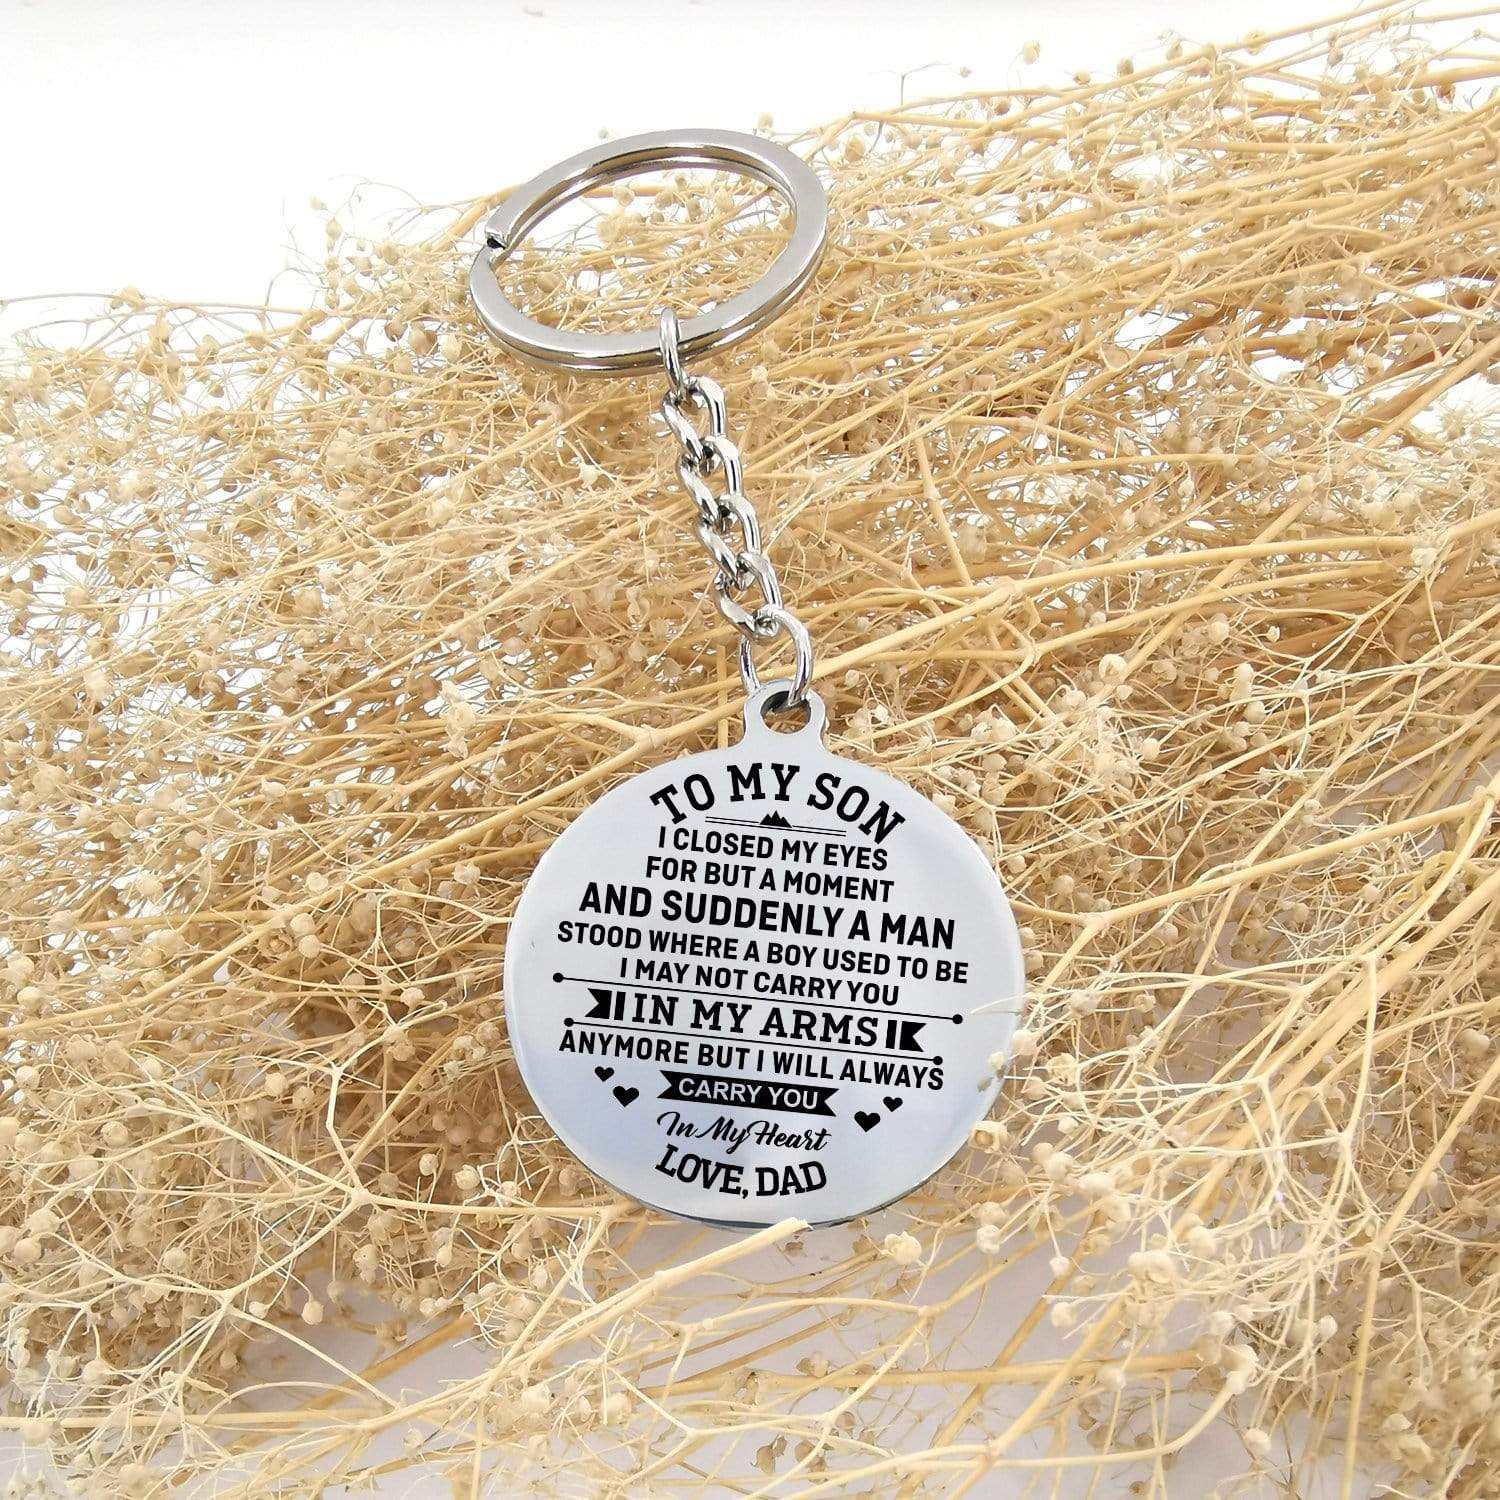 TO MY SON
I CLOSED MY EYES
FOR BUT A MOMENT
AND SUDDENLY A MAN
STOOD WHERE A BOY USED TO BE
I MAY NOT CARRY YOU
IN MY ARMS
ANYMORE BUT I WILL ALWAYS
CARRY YOU
In My Heart
LOVE, DAD